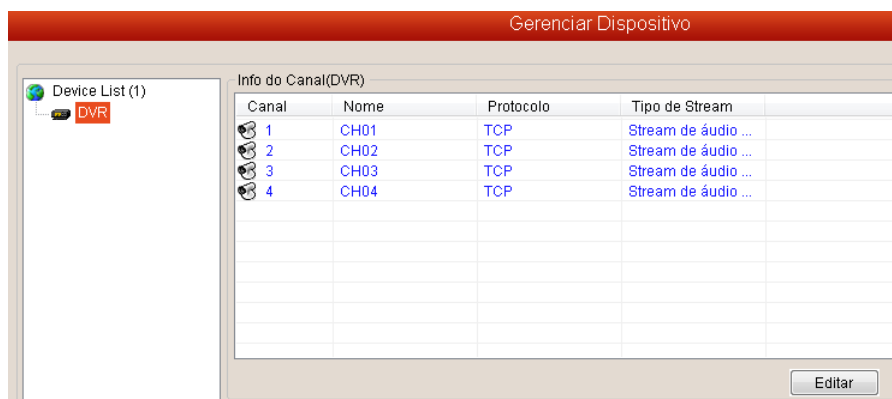 Gerenciar Dispositivo
Device List (1)
DVR
Info do Canal(DVR)
Canal Nome Protocolo Tipo de Stream
1 CH01 TCP Stream de áudio ...
2 CH02 TCP Stream de áudio ...
3 CH03 TCP Stream de áudio ...
4 CH04 TCP Stream de áudio ...
Editar